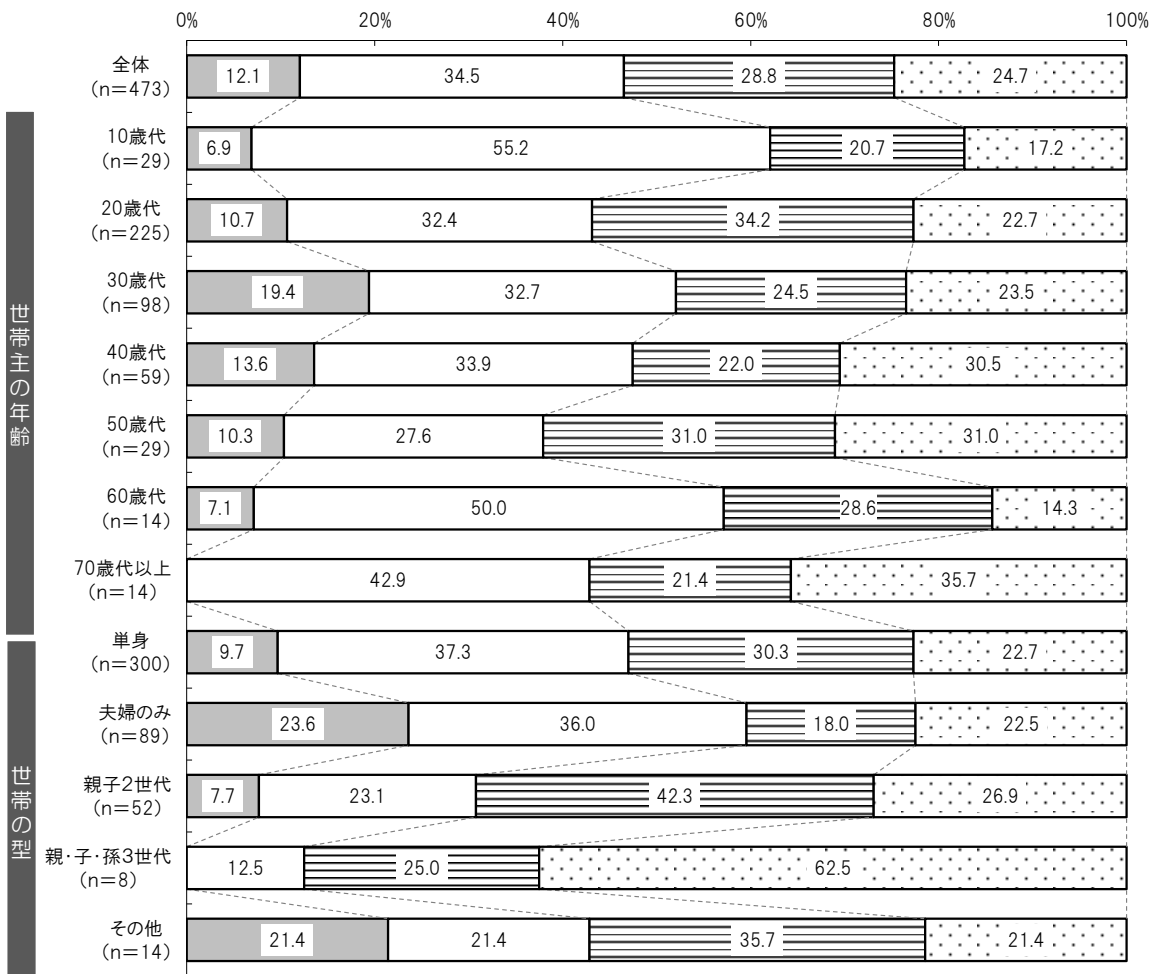 0% 20% 40% 60% 80% 100%
全体
(n=473)
12.1 34.5 28.8 24.7
世帯主の年齢
10歳代
(n=29)
6.9 55.2 20.7 17.2
20歳代
(n=225)
10.7 32.4 34.2 22.7
30歳代
(n=98)
19.4 32.7 24.5 23.5
40歳代
(n=59)
13.6 33.9 22.0 30.5
50歳代
(n=29)
10.3 27.6 31.0 31.0
60歳代
(n=14)
7.1 50.0 28.6 14.3
70歳代以上
(n=14)
42.9 21.4 35.7
世帯の型
単身
(n=300)
9.7 37.3 30.3 22.7
夫婦のみ
(n=89)
23.6 36.0 18.0 22.5
親子2世代
(n=52)
7.7 23.1 42.3 26.9
親・子・孫3世代
(n=8)
12.5 25.0 62.5
その他
(n=14)
21.4 21.4 35.7 21.4